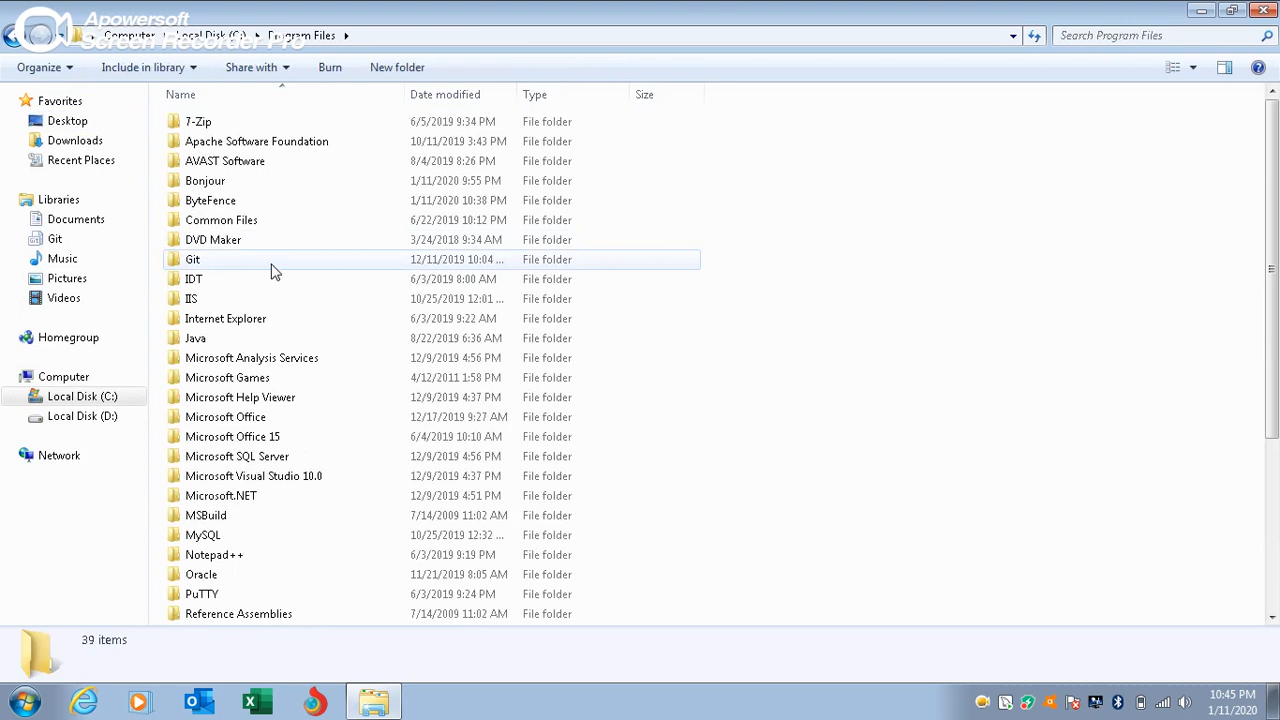 Apowersoft
Screen Recorder Pro
Computer Local Disk (C:) Program Files
Search Program Files
Organize Include in library Share with Burn New folder
Name Date modified Type Size
Favorites
Desktop
Downloads
Recent Places
Libraries
Documents
Git
Music
Pictures
Videos
Homegroup
Computer
Local Disk (C:)
Local Disk (D:)
Network
7-Zip 6/5/2019 9:34 PM File folder
Apache Software Foundation 10/11/2019 3:43 PM File folder
AVAST Software 8/4/2019 8:26 PM File folder
Bonjour 1/11/2020 9:55 PM File folder
ByteFence 1/11/2020 10:38 PM File folder
Common Files 6/22/2019 10:12 PM File folder
DVD Maker 3/24/2018 9:34 AM File folder
Git 12/11/2019 10:04 ... File folder
IDT 6/3/2019 8:00 AM File folder
IIS 10/25/2019 12:01 ... File folder
Internet Explorer 6/3/2019 9:22 AM File folder
Java 8/22/2019 6:36 AM File folder
Microsoft Analysis Services 12/9/2019 4:56 PM File folder
Microsoft Games 4/12/2011 1:58 PM File folder
Microsoft Help Viewer 12/9/2019 4:37 PM File folder
Microsoft Office 12/17/2019 9:27 AM File folder
Microsoft Office 15 6/4/2019 10:10 AM File folder
Microsoft SQL Server 12/9/2019 4:56 PM File folder
Microsoft Visual Studio 10.0 12/9/2019 4:37 PM File folder
Microsoft.NET 12/9/2019 4:51 PM File folder
MSBuild 7/14/2009 11:02 AM File folder
MySQL 10/25/2019 12:32 ... File folder
Notepad++ 6/3/2019 9:19 PM File folder
Oracle 11/21/2019 8:05 AM File folder
PuTTY 6/3/2019 9:24 PM File folder
Reference Assemblies 7/14/2009 11:02 AM File folder
39 items
10:45 PM
1/11/2020